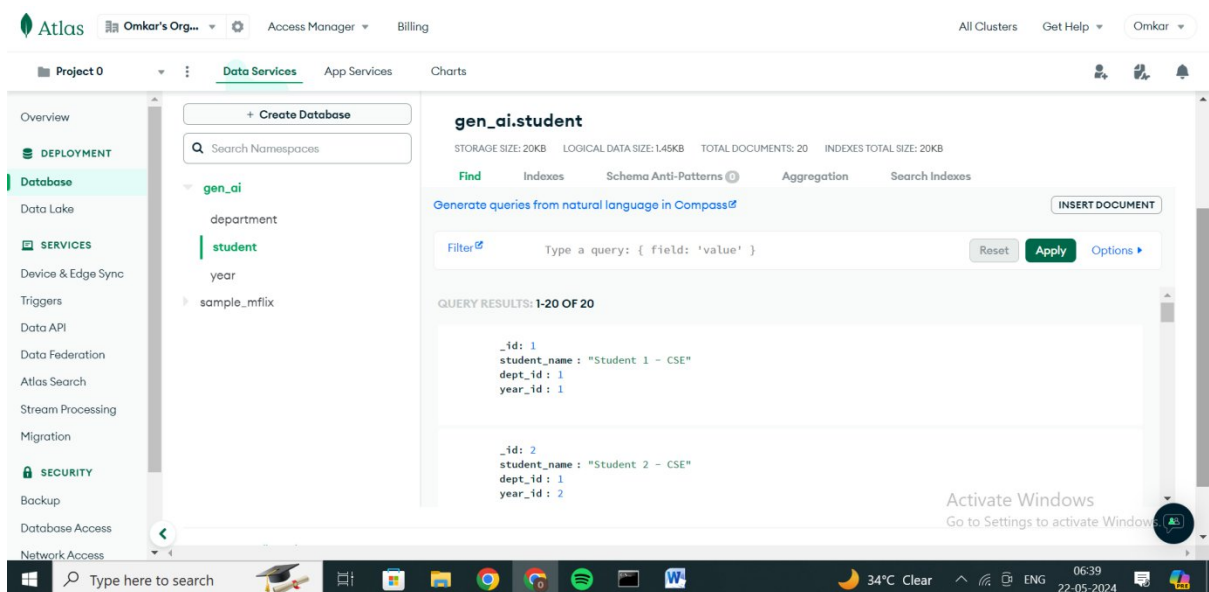 Atlas Omkar's Org... Access Manager Billing All Clusters Get Help Omkar
Project 0 Data Services App Services Charts
Overview
DEPLOYMENT
Database
Data Lake
SERVICES
Device & Edge Sync
Triggers
Data API
Data Federation
Atlas Search
Stream Processing
Migration
SECURITY
Backup
Database Access
Network Access
+ Create Database
Search Namespaces
gen_ai
department
student
year
sample_mflix
gen_ai.student
STORAGE SIZE: 20KB LOGICAL DATA SIZE: 1.45KB TOTAL DOCUMENTS: 20 INDEXES TOTAL SIZE: 20KB
Find Indexes Schema Anti-Patterns 0 Aggregation Search Indexes
Generate queries from natural language in Compass
INSERT DOCUMENT
Filter Type a query: { field: 'value' } Reset Apply Options
QUERY RESULTS: 1-20 OF 20
_id: 1
student_name : "Student 1 - CSE"
dept_id : 1
year_id : 1
_id: 2
student_name : "Student 2 - CSE"
dept_id : 1
year_id : 2
Activate Windows
Go to Settings to activate Windows.
Type here to search W 34°C Clear ENG 06:39
22-05-2024
PRE